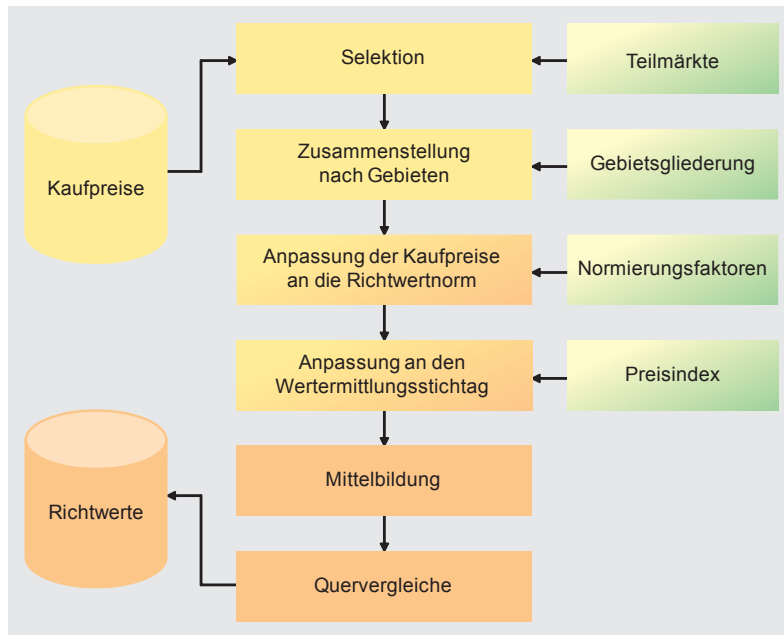 Selektion
Teilmärkte
Kaufpreise
Zusammenstellung
nach Gebieten
Gebietsgliederung
Anpassung der Kaufpreise
an die Richtwertnorm
Normierungsfaktoren
Anpassung an den
Wertermittlungsstichtag
Preisindex
Mittelbildung
Richtwerte
Quervergleiche